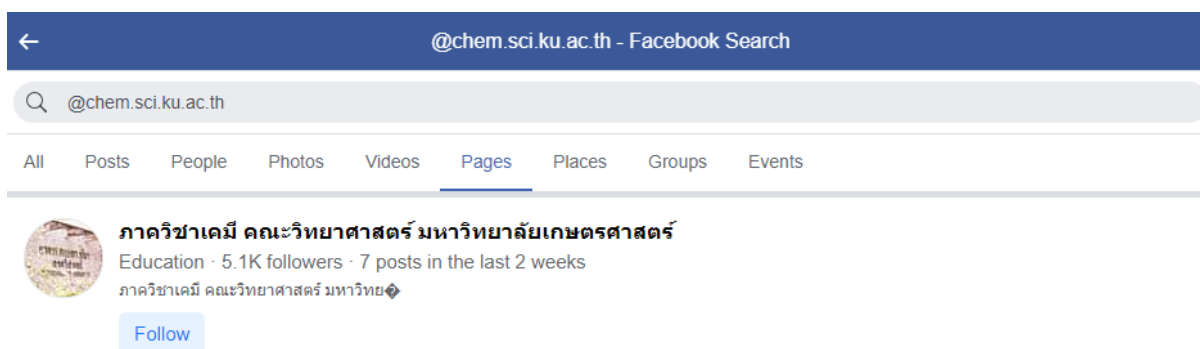 @chem.sci.ku.ac.th - Facebook Search
@chem.sci.ku.ac.th
All Posts People Photos Videos Pages Places Groups Events
ภาควิชาเคมี คณะวิทยาศาสตร์ มหาวิทยาลัยเกษตรศาสตร์
Education · 5.1K followers · 7 posts in the last 2 weeks
ภาควิชาเคมี คณะวิทยาศาสตร์ มหาวิทย�
Follow